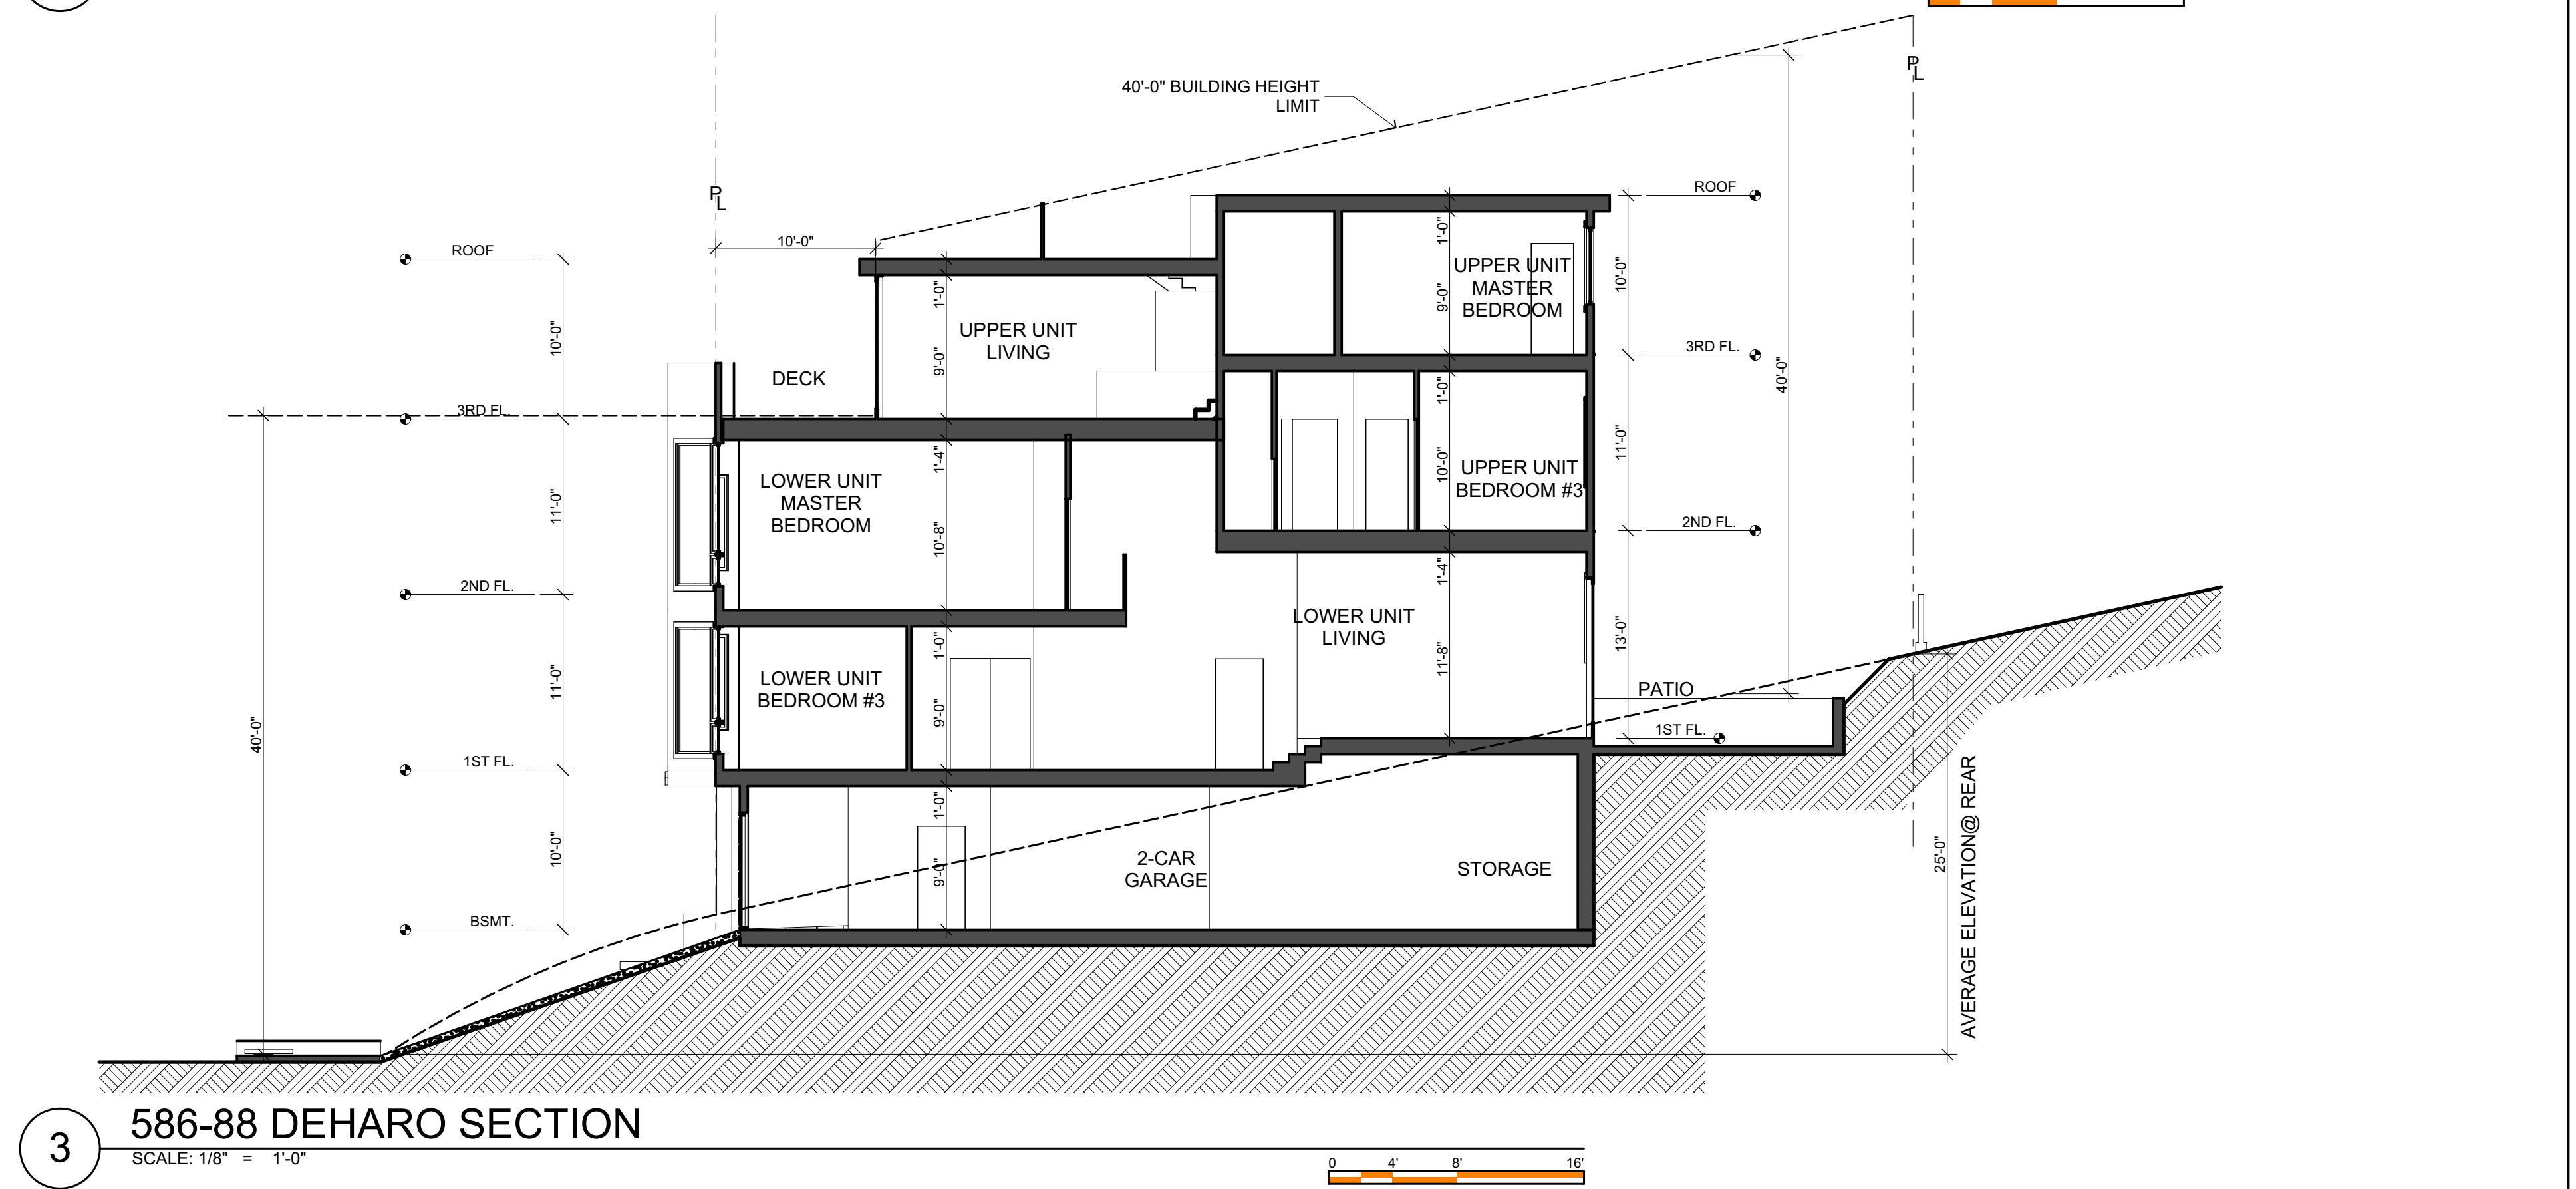 40'-0" BUILDING HEIGHT
LIMIT
P
L
P
L
10'-0"
ROOF
ROOF
10'-0"
1'-0"
9'-0"
UPPER UNIT
LIVING
DECK
1'-0"
9'-0"
UPPER UNIT
MASTER
BEDROOM
10'-0"
3RD FL.
40'-0"
3RD FL.
1'-0"
10'-0"
UPPER UNIT
BEDROOM #3
11'-0"
2ND FL.
11'-0"
LOWER UNIT
MASTER
BEDROOM
1'-4"
10'-8"
2ND FL.
1'-4"
11'-8"
LOWER UNIT
LIVING
13'-0"
PATIO
1ST FL.
11'-0"
LOWER UNIT
BEDROOM #3
1'-0"
9'-0"
40'-0"
1ST FL.
10'-0"
1'-0"
9'-0"
2-CAR
GARAGE
STORAGE
BSMT.
25'-0"
AVERAGE ELEVATION@ REAR
3
586-88 DEHARO SECTION
SCALE: 1/8" = 1'-0"
0 4' 8' 16'